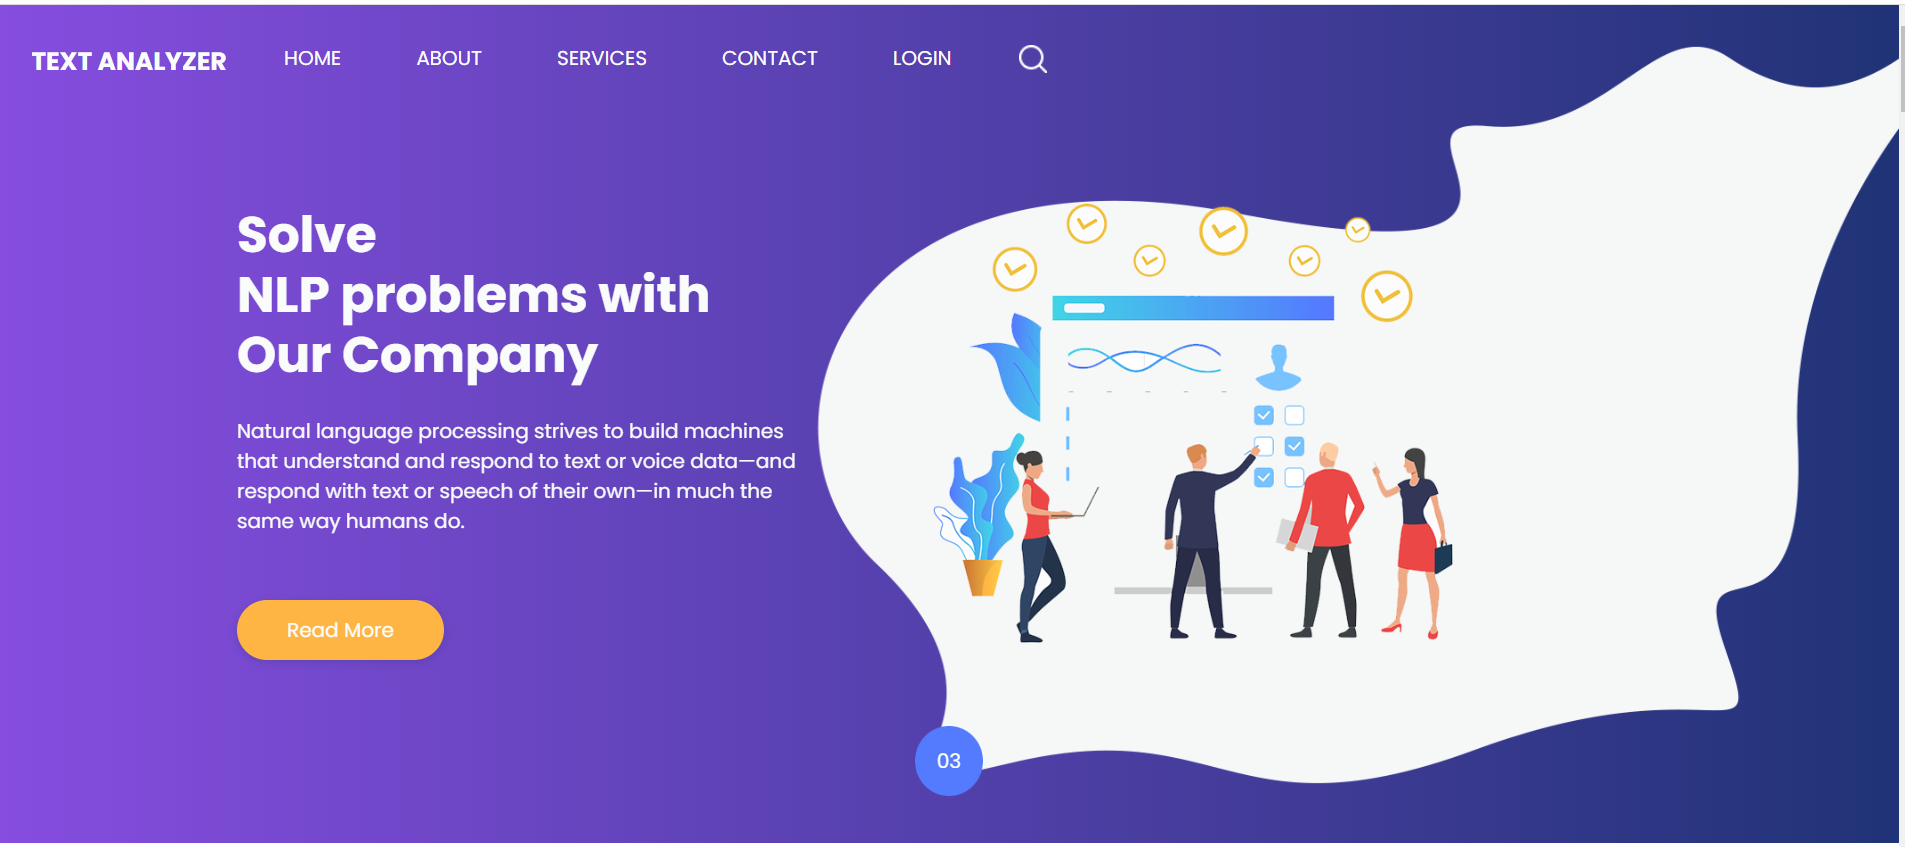 TEXT ANALYZER HOME ABOUT SERVICES CONTACT LOGIN
Solve
NLP problems with
Our Company
Natural language processing strives to build machines
that understand and respond to text or voice data—and
respond with text or speech of their own—in much the
same way humans do.
Read More
03